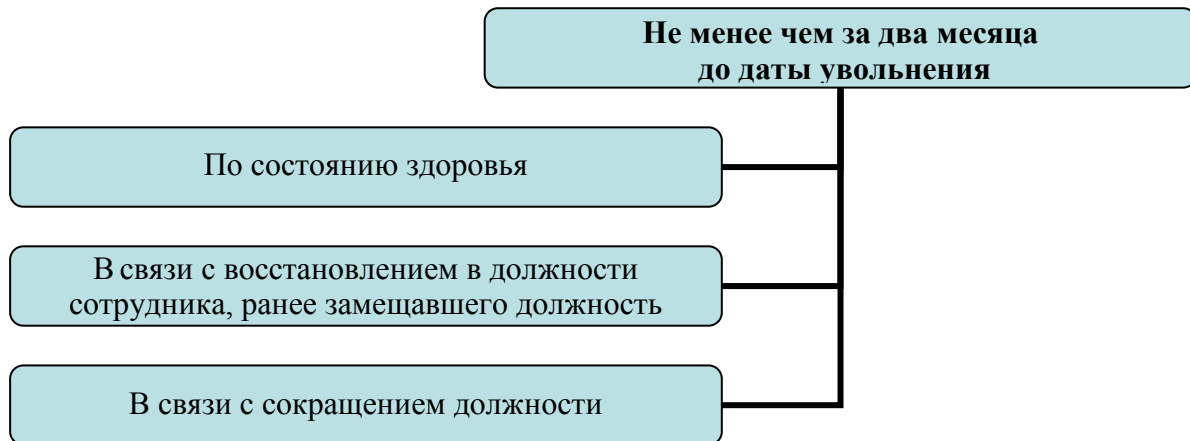 Не менее чем за два месяца
до даты увольнения
По состоянию здоровья
В связи с восстановлением в должности
сотрудника, ранее замещавшего должность
В связи с сокращением должности